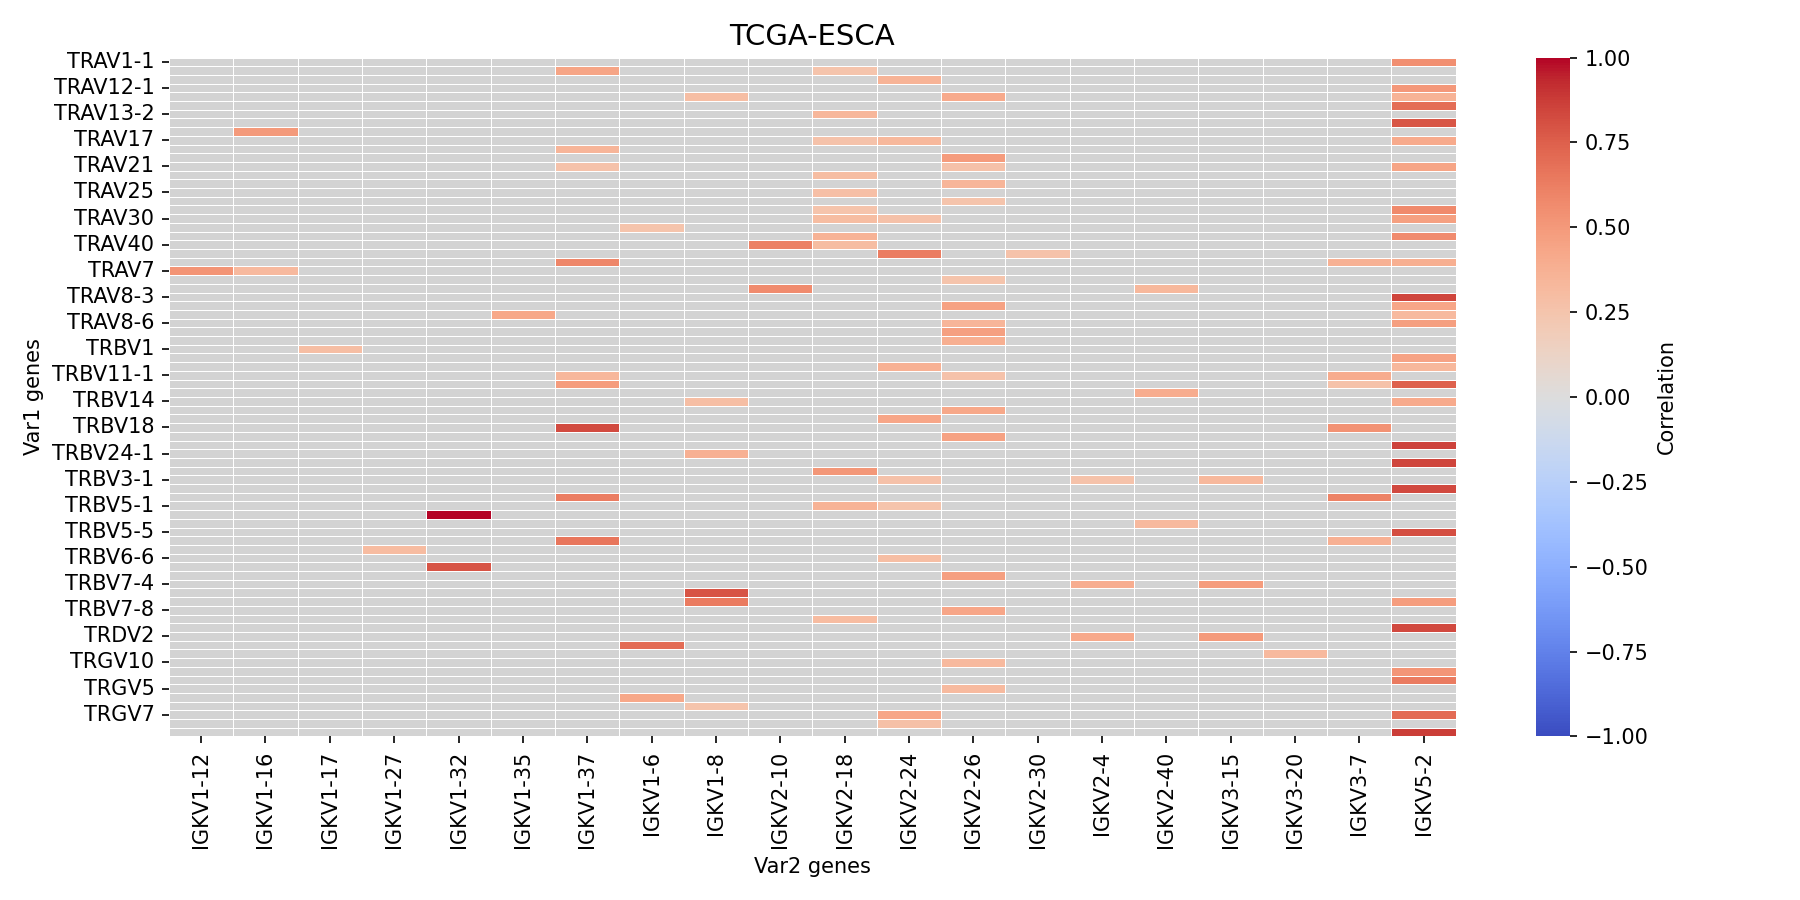 TCGA-ESCA
TRAV1-1
TRAV12-1
TRAV13-2
TRAV17
TRAV21
TRAV25
TRAV30
TRAV40
TRAV7
TRAV8-3
TRAV8-6
TRBV1
TRBV11-1
TRBV14
TRBV18
TRBV24-1
TRBV3-1
TRBV5-1
TRBV5-5
TRBV6-6
TRBV7-4
TRBV7-8
TRDV2
TRGV10
TRGV5
TRGV7
Var1 genes
IGKV1-12
IGKV1-16
IGKV1-17
IGKV1-27
IGKV1-32
IGKV1-35
IGKV1-37
IGKV1-6
IGKV1-8
IGKV2-10
IGKV2-18
IGKV2-24
IGKV2-26
IGKV2-30
IGKV2-4
IGKV2-40
IGKV3-15
IGKV3-20
IGKV3-7
IGKV5-2
Var2 genes
1.00
0.75
0.50
0.25
0.00
−0.25
−0.50
−0.75
−1.00
Correlation